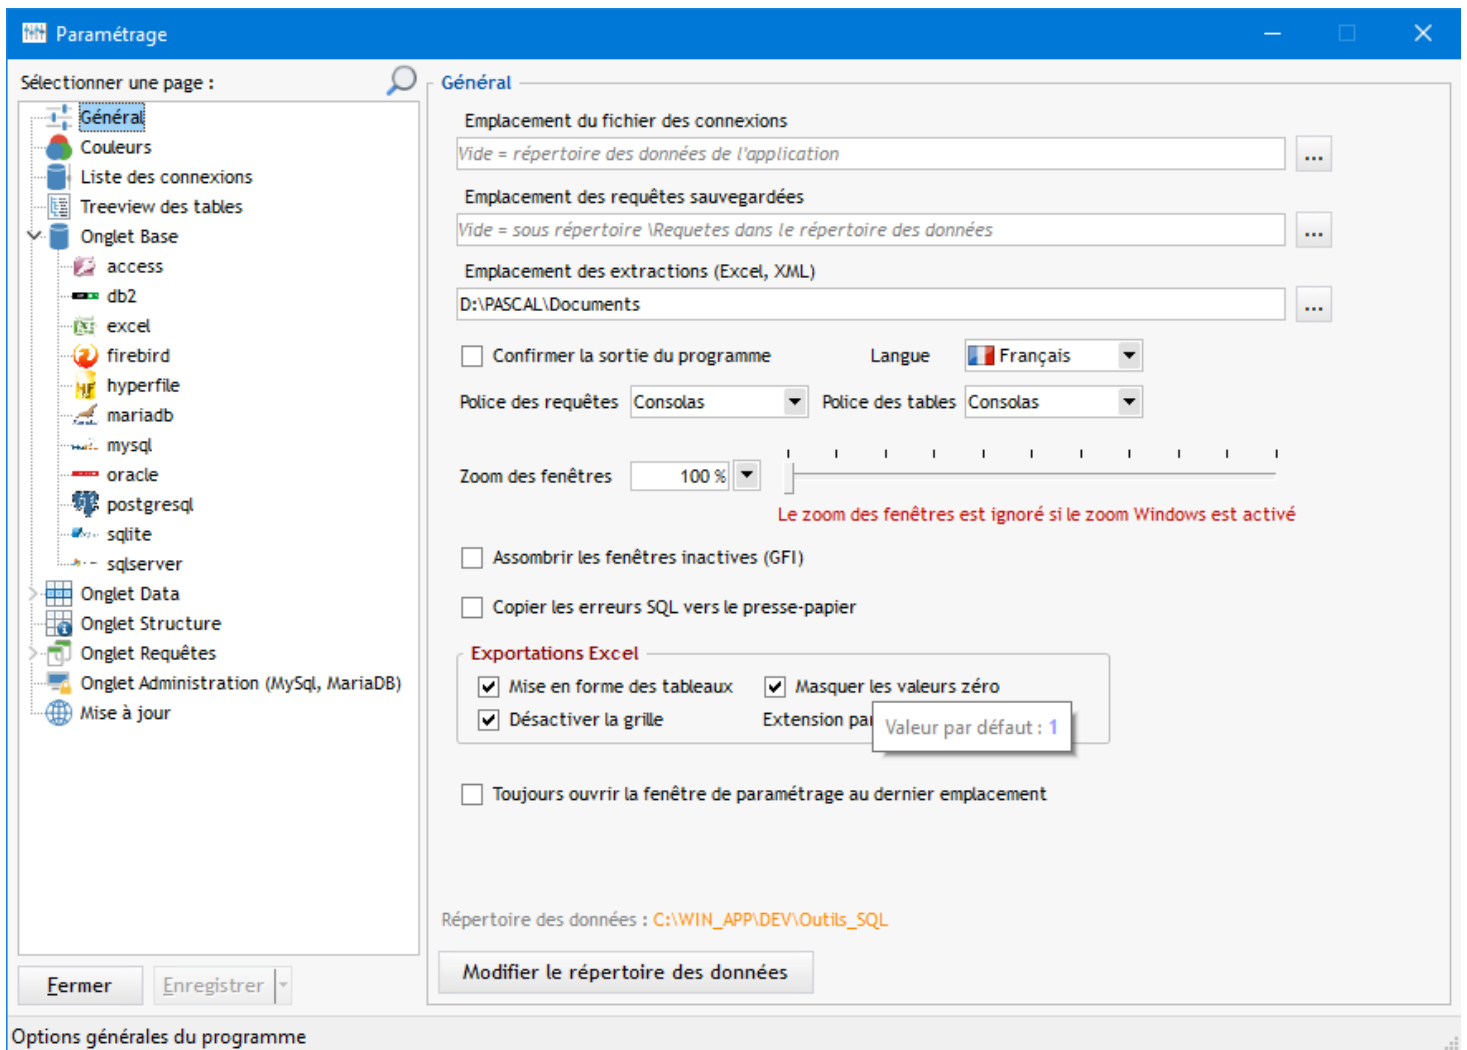 Paramétrage
Sélectionner une page :
Général
Couleurs
Liste des connexions
Treeview des tables
Onglet Base
access
db2
excel
firebird
hyperfile
mariadb
mysql
oracle
postgresql
sqlite
sqlserver
Onglet Data
Onglet Structure
Onglet Requêtes
Onglet Administration (MySql, MariaDB)
Mise à jour
Fermer
Enregistrer
Général
Emplacement du fichier des connexions
Vide = répertoire des données de l'application
...
Emplacement des requêtes sauvegardées
Vide = sous répertoire \Requetes dans le répertoire des données
...
Emplacement des extractions (Excel, XML)
D:\PASCAL\Documents
...
Confirmer la sortie du programme Langue Français
Police des requêtes Consolas Police des tables Consolas
Zoom des fenêtres 100 %
Le zoom des fenêtres est ignoré si le zoom Windows est activé
Assombrir les fenêtres inactives (GFI)
Copier les erreurs SQL vers le presse-papier
Exportations Excel
Mise en forme des tableaux Masquer les valeurs zéro
Désactiver la grille Extension par
Valeur par défaut : 1
Toujours ouvrir la fenêtre de paramétrage au dernier emplacement
Répertoire des données : C:\WIN_APP\DEV\Outils_SQL
Modifier le répertoire des données
Options générales du programme